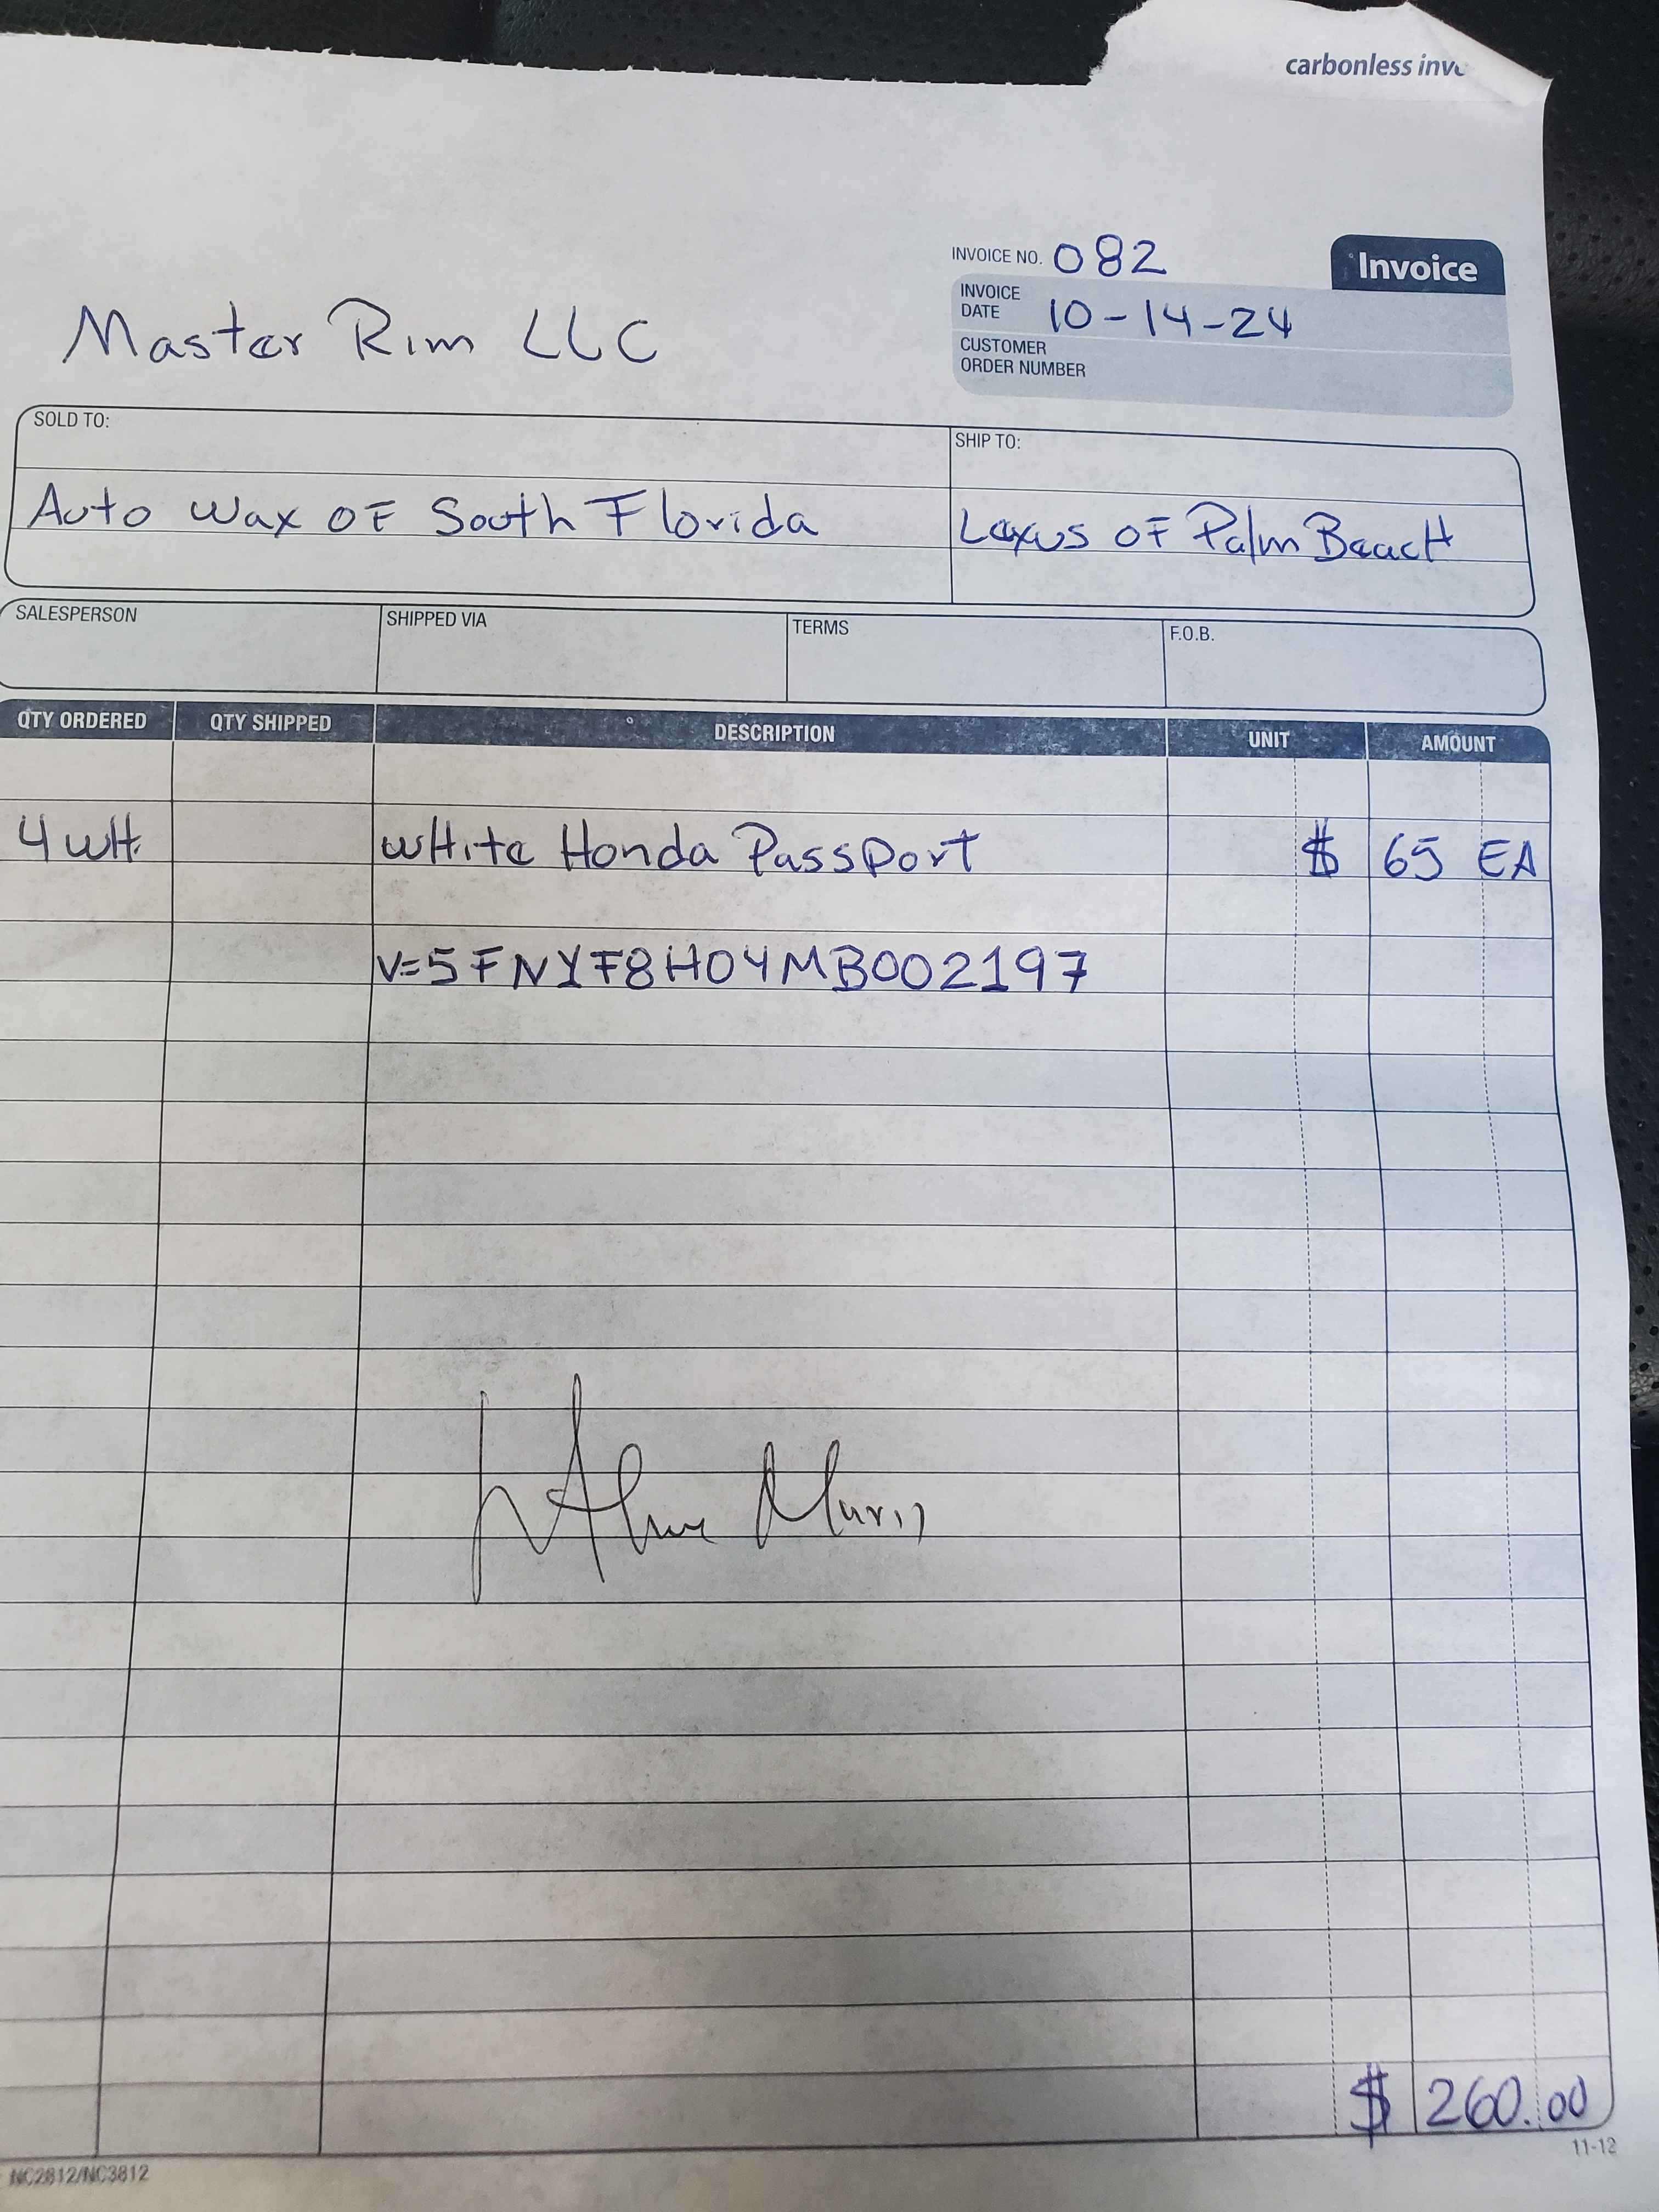 carbonless inv
INVOICE NO. 082
Invoice
INVOICE DATE 10-14-24
Master Rim LLC
CUSTOMER ORDER NUMBER
SOLD TO:
SHIP TO:
Auto Wax OF South Florida
Lexus OF Palm BeacH
SALESPERSON SHIPPED VIA TERMS F.O.B.
QTY ORDERED QTY SHIPPED DESCRIPTION UNIT AMOUNT
4 WH. WHite Honda PassPort $ 65 EA
V=5FNYF8H04MB002197
$ 260.00
11-12
NC2812/NC3812